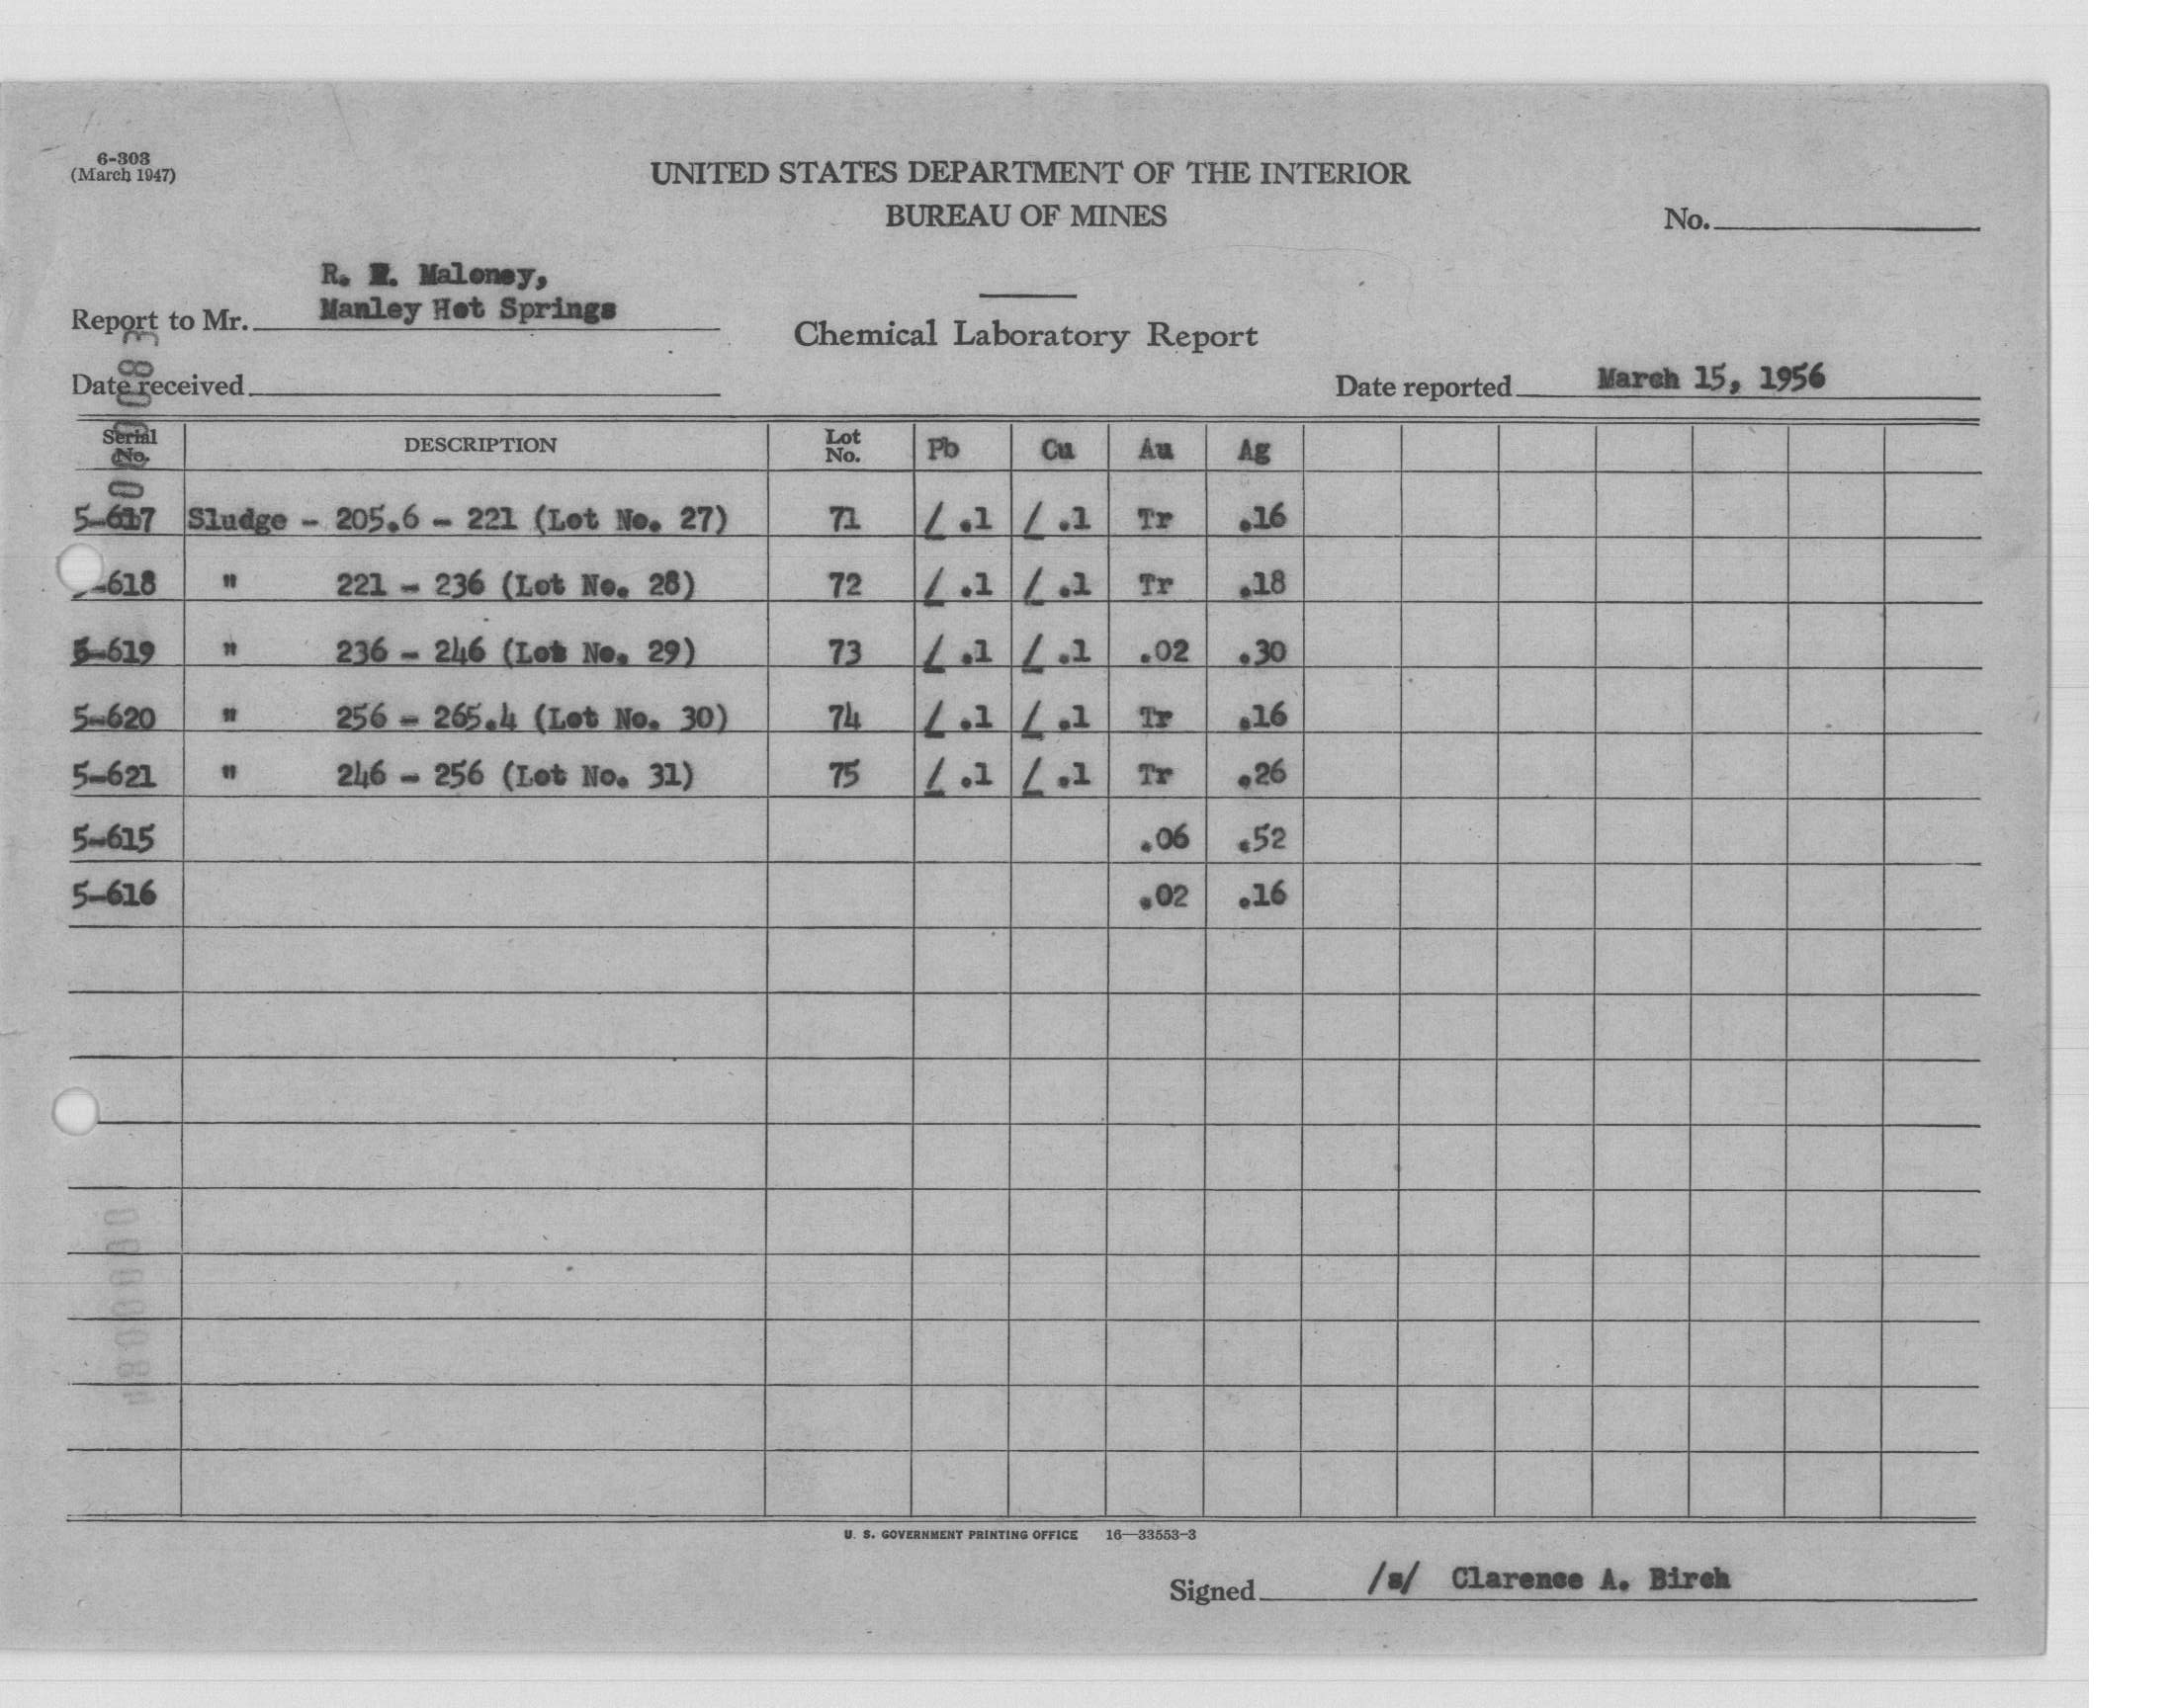 6-303
(March 1947)
UNITED STATES DEPARTMENT OF THE INTERIOR
BUREAU OF MINES
No.
R. Maloney,
Report to Mr. Manley Hot Springs
Chemical Laboratory Report
Date received
Date reported March 15, 1956
Serial No. DESCRIPTION Lot No. Pb Cu Au Ag
5-617 Sludge - 205.6 - 221 (Lot No. 27) 71 / .1 / .1 Tr .16
-618 " 221 - 236 (Lot No. 28) 72 / .1 / .1 Tr .18
5-619 " 236 - 246 (Lot No. 29) 73 / .1 / .1 .02 .30
5-620 " 256 - 265.4 (Lot No. 30) 74 / .1 / .1 Tr .16
5-621 " 246 - 256 (Lot No. 31) 75 / .1 / .1 Tr .26
5-615 .06 .52
5-616 .02 .16
U. S. GOVERNMENT PRINTING OFFICE 16—33553-3
Signed /s/ Clarence A. Birch